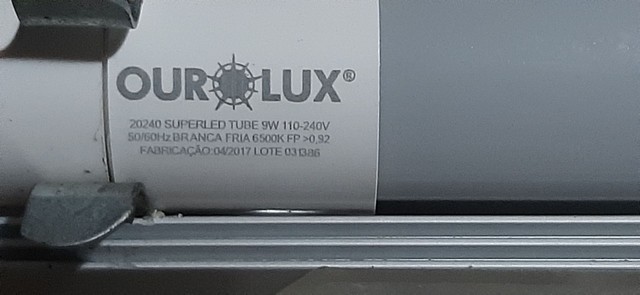 OUROLUX®
20240 SUPERLED TUBE 9W 110-240V
50/60Hz BRANCA FRIA 6500K FP >0,92
FABRICAÇÃO:04/2017 LOTE 031386